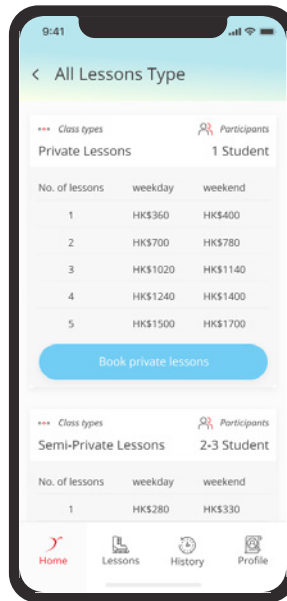 9:41
All Lessons Type
Class types Participants
Private Lessons 1 Student
No. of lessons weekday weekend
1 HK$360 HK$400
2 HK$700 HK$780
3 HK$1020 HK$1140
4 HK$1240 HK$1400
5 HK$1500 HK$1700
Book private lessons
Class types Participants
Semi-Private Lessons 2-3 Student
No. of lessons weekday weekend
1 HK$280 HK$330
Home Lessons History Profile